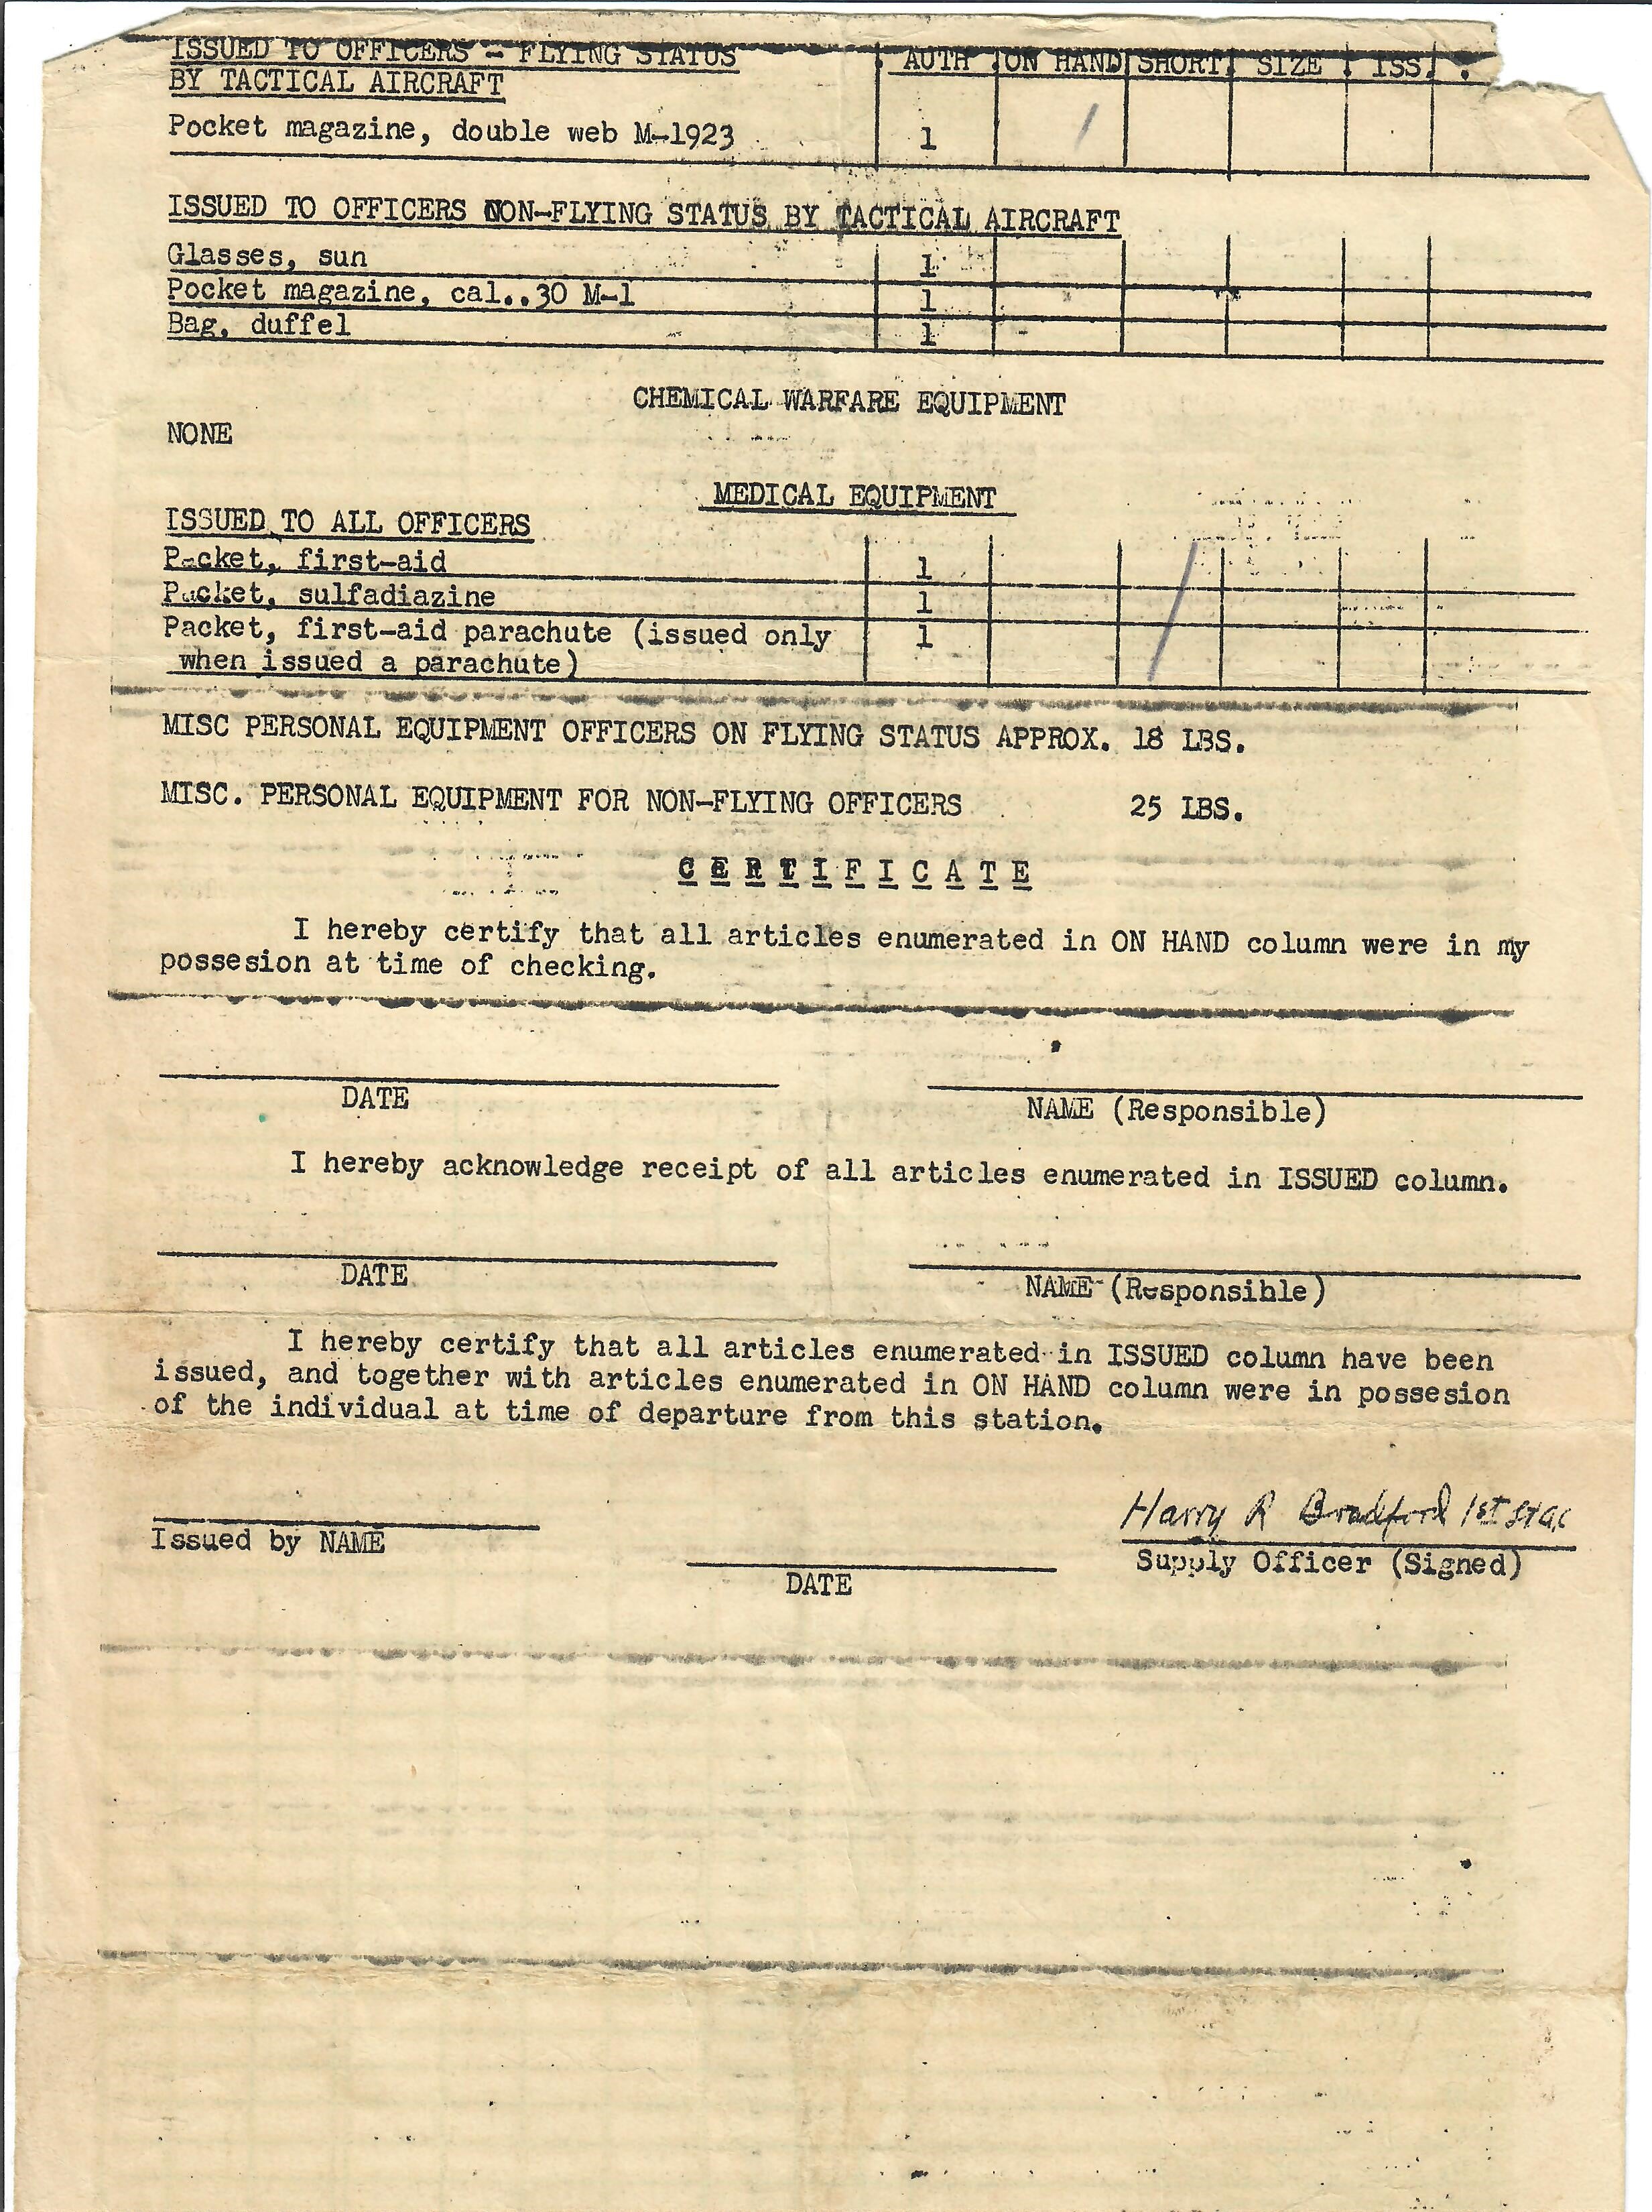 ISSUED TO OFFICERS - FLYING STATUS AUTH ON HAND SHORT SIZE ISS.
BY TACTICAL AIRCRAFT
Pocket magazine, double web M-1923 1 /
ISSUED TO OFFICERS NON-FLYING STATUS BY TACTICAL AIRCRAFT
Glasses, sun 1
Pocket magazine, cal..30 M-1 1
Bag, duffel 1
CHEMICAL WARFARE EQUIPMENT
NONE
MEDICAL EQUIPMENT
ISSUED TO ALL OFFICERS
Packet, first-aid 1
Packet, sulfadiazine 1
Packet, first-aid parachute (issued only 1
when issued a parachute)
MISC PERSONAL EQUIPMENT OFFICERS ON FLYING STATUS APPROX. 18 LBS.
MISC. PERSONAL EQUIPMENT FOR NON-FLYING OFFICERS 25 LBS.
C E R T I F I C A T E
I hereby certify that all articles enumerated in ON HAND column were in my
possesion at time of checking.
DATE NAME (Responsible)
I hereby acknowledge receipt of all articles enumerated in ISSUED column.
DATE NAME (Responsible)
I hereby certify that all articles enumerated in ISSUED column have been
issued, and together with articles enumerated in ON HAND column were in possesion
of the individual at time of departure from this station.
Harry R Bradford 1st Lt AC
Issued by NAME Supply Officer (Signed)
DATE